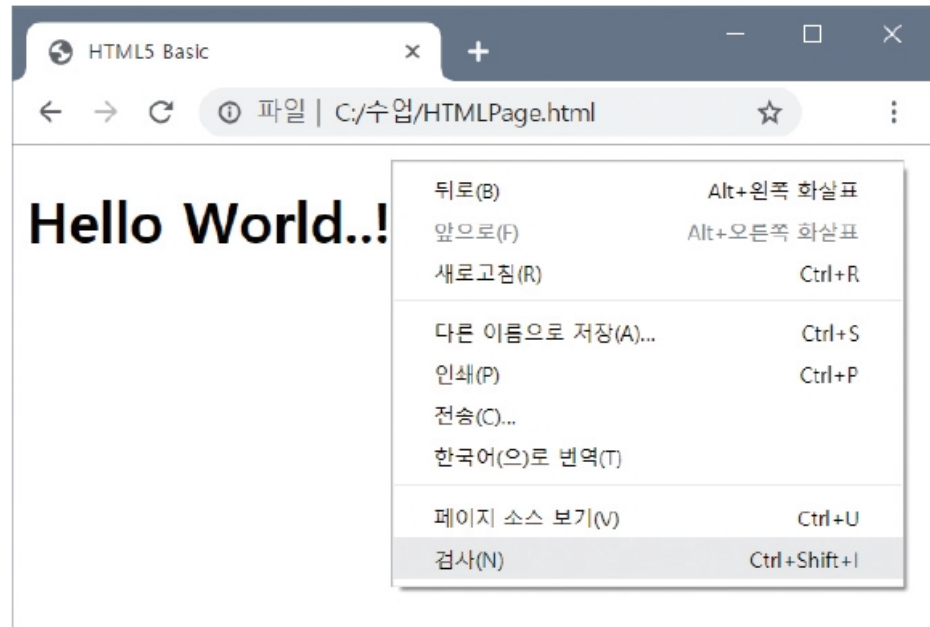 HTML5 Basic
파일 | C:/수업/HTMLPage.html
Hello World..!
뒤로(B) Alt+왼쪽 화살표
앞으로(F) Alt+오른쪽 화살표
새로고침(R) Ctrl+R
다른 이름으로 저장(A)... Ctrl+S
인쇄(P) Ctrl+P
전송(C)...
한국어(으)로 번역(T)
페이지 소스 보기(V) Ctrl+U
검사(N) Ctrl+Shift+I